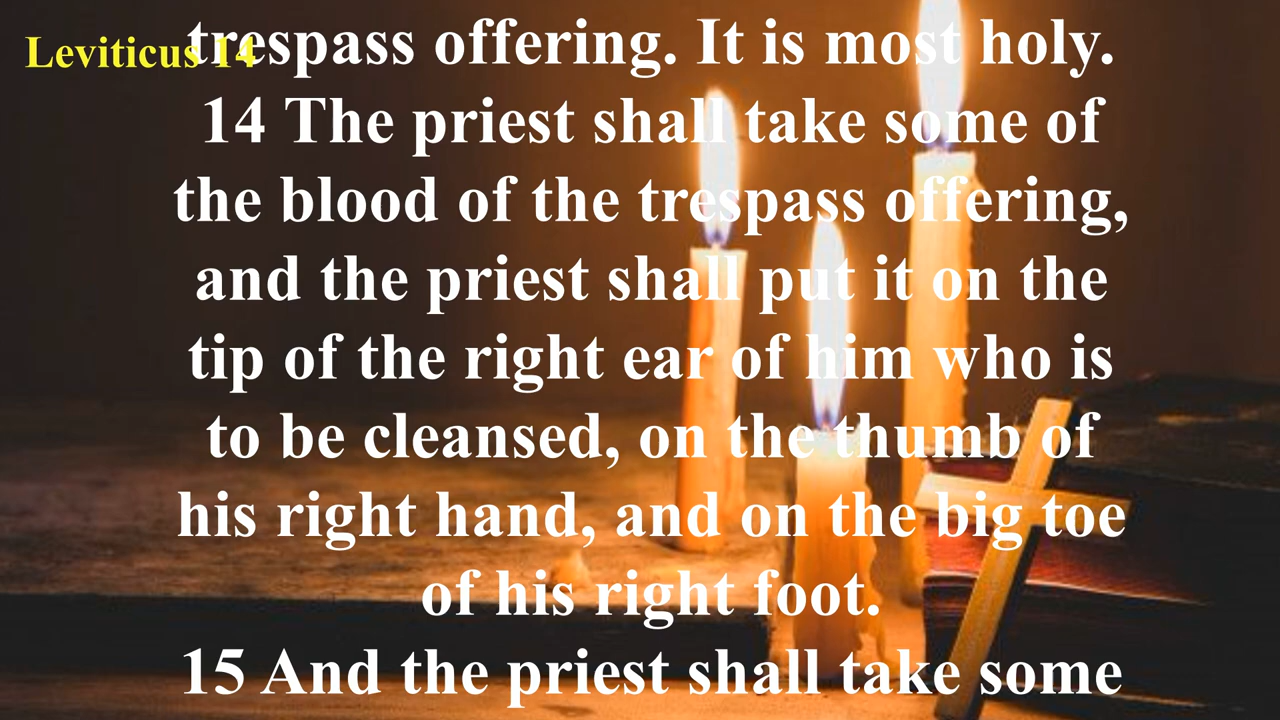 Leviticus 14
trespass offering. It is most holy.
14 The priest shall take some of
the blood of the trespass offering,
and the priest shall put it on the
tip of the right ear of him who is
to be cleansed, on the thumb of
his right hand, and on the big toe
of his right foot.
15 And the priest shall take some